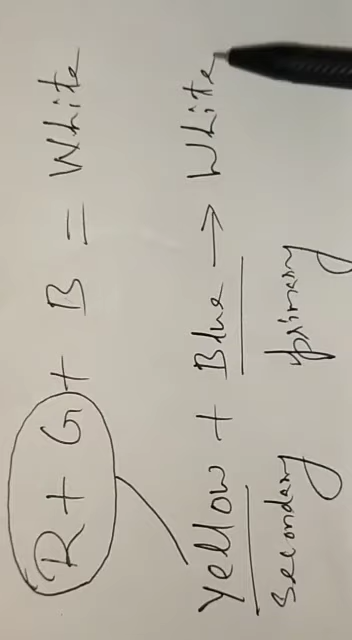 R + G + B = White
Yellow + Blue → White
Secondary primary